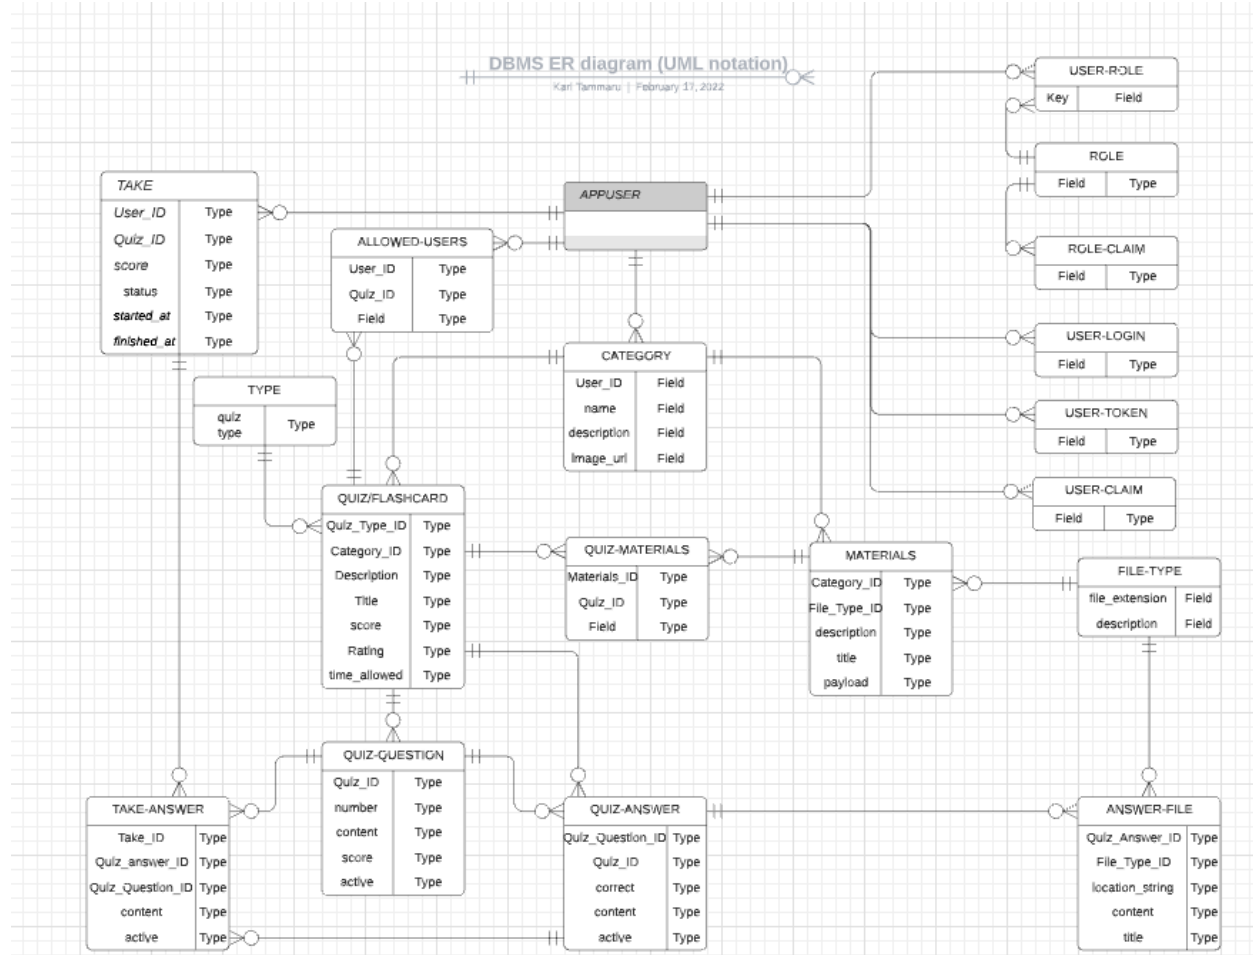 DBMS ER diagram (UML notation)
Karl Tammaru | February 17, 2022
USER-ROLE
Key Field
ROLE
Field Type
ROLE-CLAIM
Field Type
USER-LOGIN
Field Type
USER-TOKEN
Field Type
USER-CLAIM
Field Type
APPUSER
TAKE
User_ID Type
Quiz_ID Type
score Type
status Type
started_at Type
finished_at Type
ALLOWED-USERS
User_ID Type
Quiz_ID Type
Field Type
TYPE
quiz
type Type
CATEGORY
User_ID Field
name Field
description Field
Image_url Field
QUIZ/FLASHCARD
Quiz_Type_ID Type
Category_ID Type
Description Type
Title Type
score Type
Rating Type
time_allowed Type
QUIZ-MATERIALS
Materials_ID Type
Quiz_ID Type
Field Type
MATERIALS
Category_ID Type
File_Type_ID Type
description Type
title Type
payload Type
FILE-TYPE
file_extension Field
description Field
QUIZ-QUESTION
Quiz_ID Type
number Type
content Type
score Type
active Type
TAKE-ANSWER
Take_ID Type
Quiz_answer_ID Type
Quiz_Question_ID Type
content Type
active Type
QUIZ-ANSWER
Quiz_Question_ID Type
Quiz_ID Type
correct Type
content Type
active Type
ANSWER-FILE
Quiz_Answer_ID Type
File_Type_ID Type
location_string Type
content Type
title Type